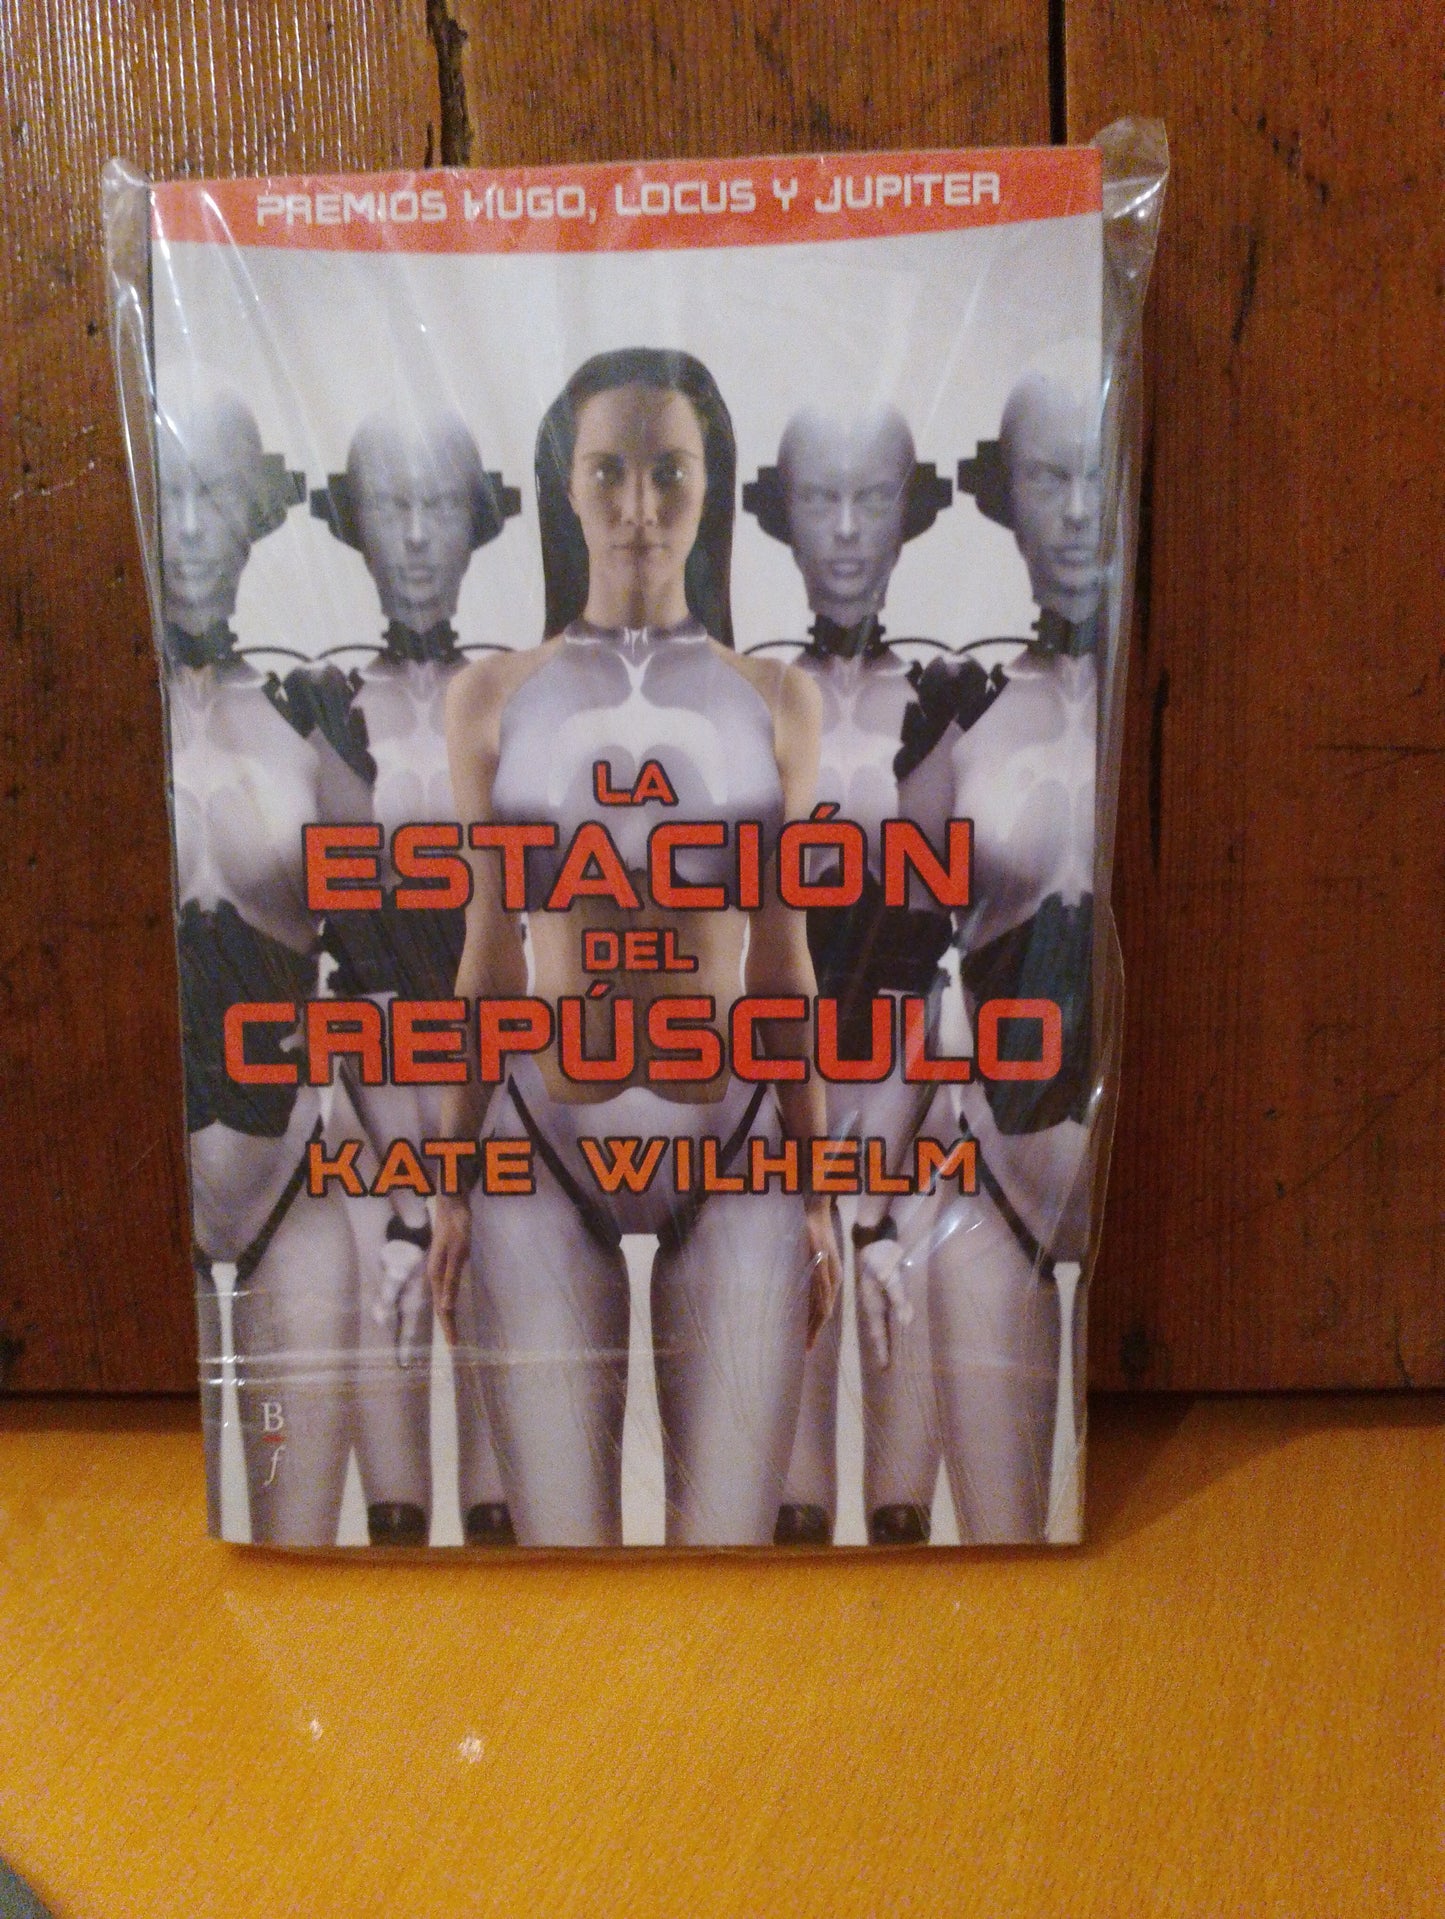 PREMIOS HUGO, LOCUS Y JUPITER
LA
ESTACIÓN
DEL
CREPÚSCULO
KATE WILHELM
B
f